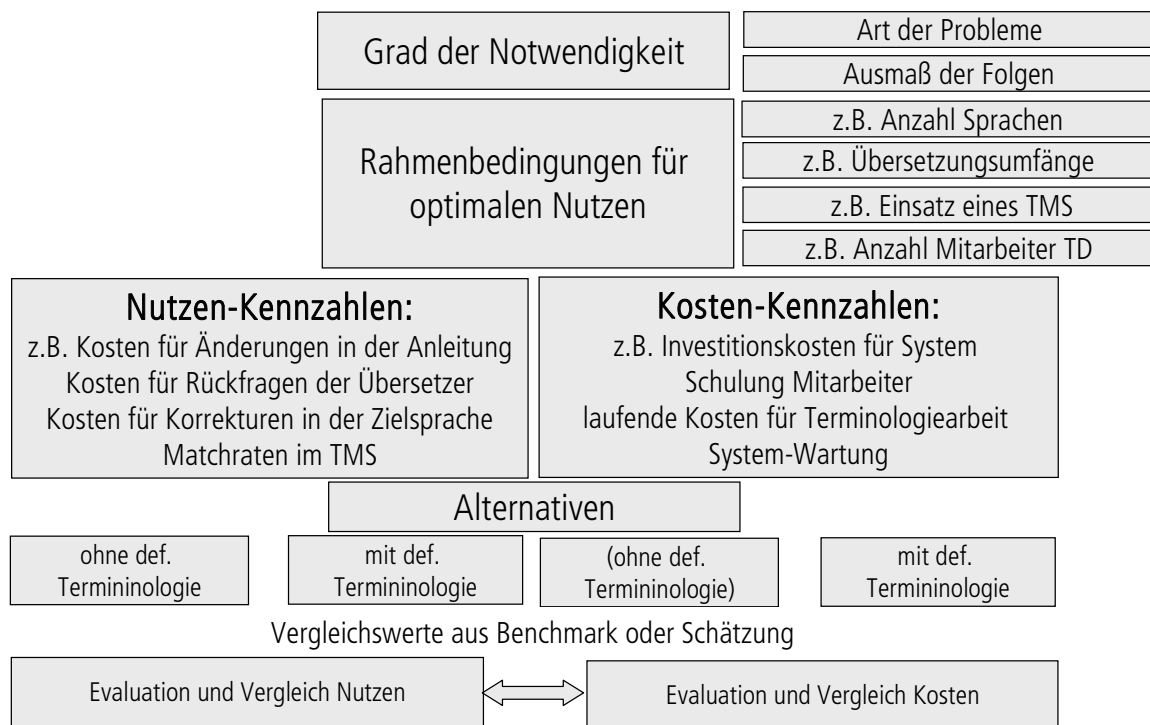 Grad der Notwendigkeit
Art der Probleme
Ausmaß der Folgen
Rahmenbedingungen für
optimalen Nutzen
z.B. Anzahl Sprachen
z.B. Übersetzungsumfänge
z.B. Einsatz eines TMS
z.B. Anzahl Mitarbeiter TD
Nutzen-Kennzahlen:
z.B. Kosten für Änderungen in der Anleitung
Kosten für Rückfragen der Übersetzer
Kosten für Korrekturen in der Zielsprache
Matchraten im TMS
Kosten-Kennzahlen:
z.B. Investitionskosten für System
Schulung Mitarbeiter
laufende Kosten für Terminologiearbeit
System-Wartung
Alternativen
ohne def.
Termininologie
mit def.
Termininologie
(ohne def.
Termininologie)
mit def.
Termininologie
Vergleichswerte aus Benchmark oder Schätzung
Evaluation und Vergleich Nutzen
Evaluation und Vergleich Kosten